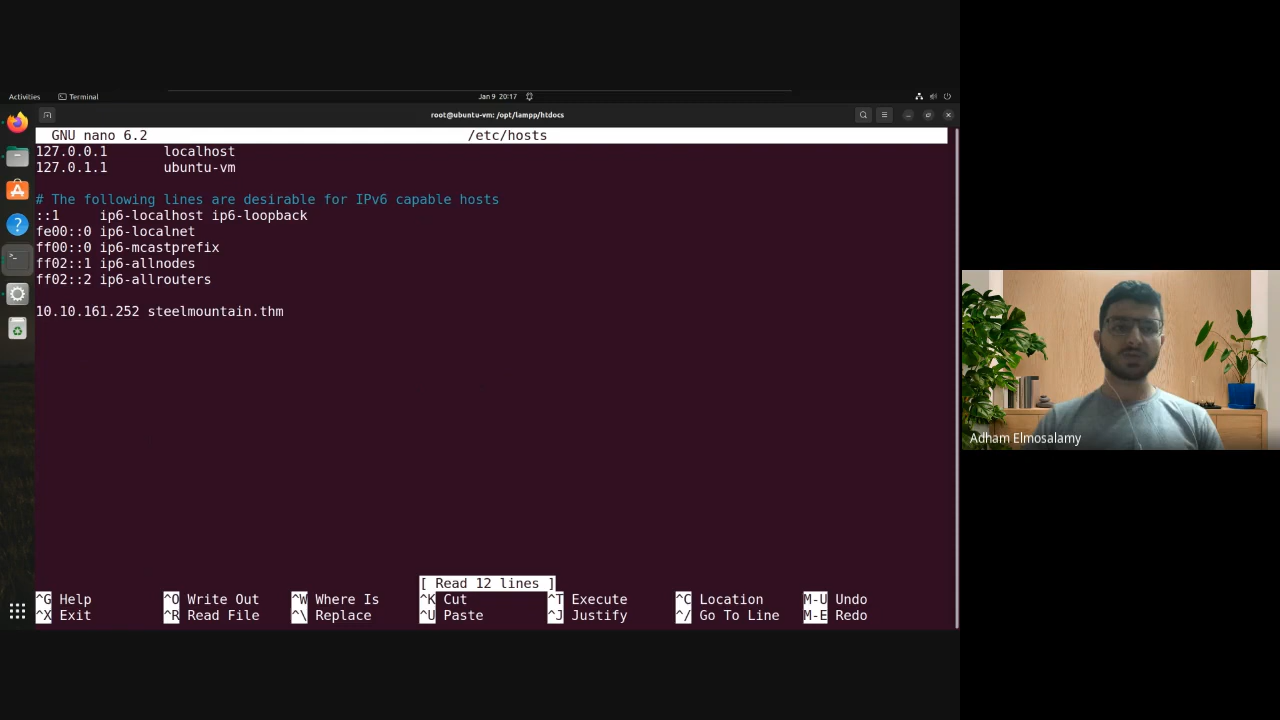 Activities
Terminal
Jan 9 20:17
root@ubuntu-vm: /opt/lampp/htdocs
GNU nano 6.2 /etc/hosts
127.0.0.1 localhost
127.0.1.1 ubuntu-vm
# The following lines are desirable for IPv6 capable hosts
::1 ip6-localhost ip6-loopback
fe00::0 ip6-localnet
ff00::0 ip6-mcastprefix
ff02::1 ip6-allnodes
ff02::2 ip6-allrouters
10.10.161.252 steelmountain.thm
[ Read 12 lines ]
^G Help ^O Write Out ^W Where Is ^K Cut ^T Execute ^C Location M-U Undo
^X Exit ^R Read File ^\ Replace ^U Paste ^J Justify ^/ Go To Line M-E Redo
Adham Elmosalamy